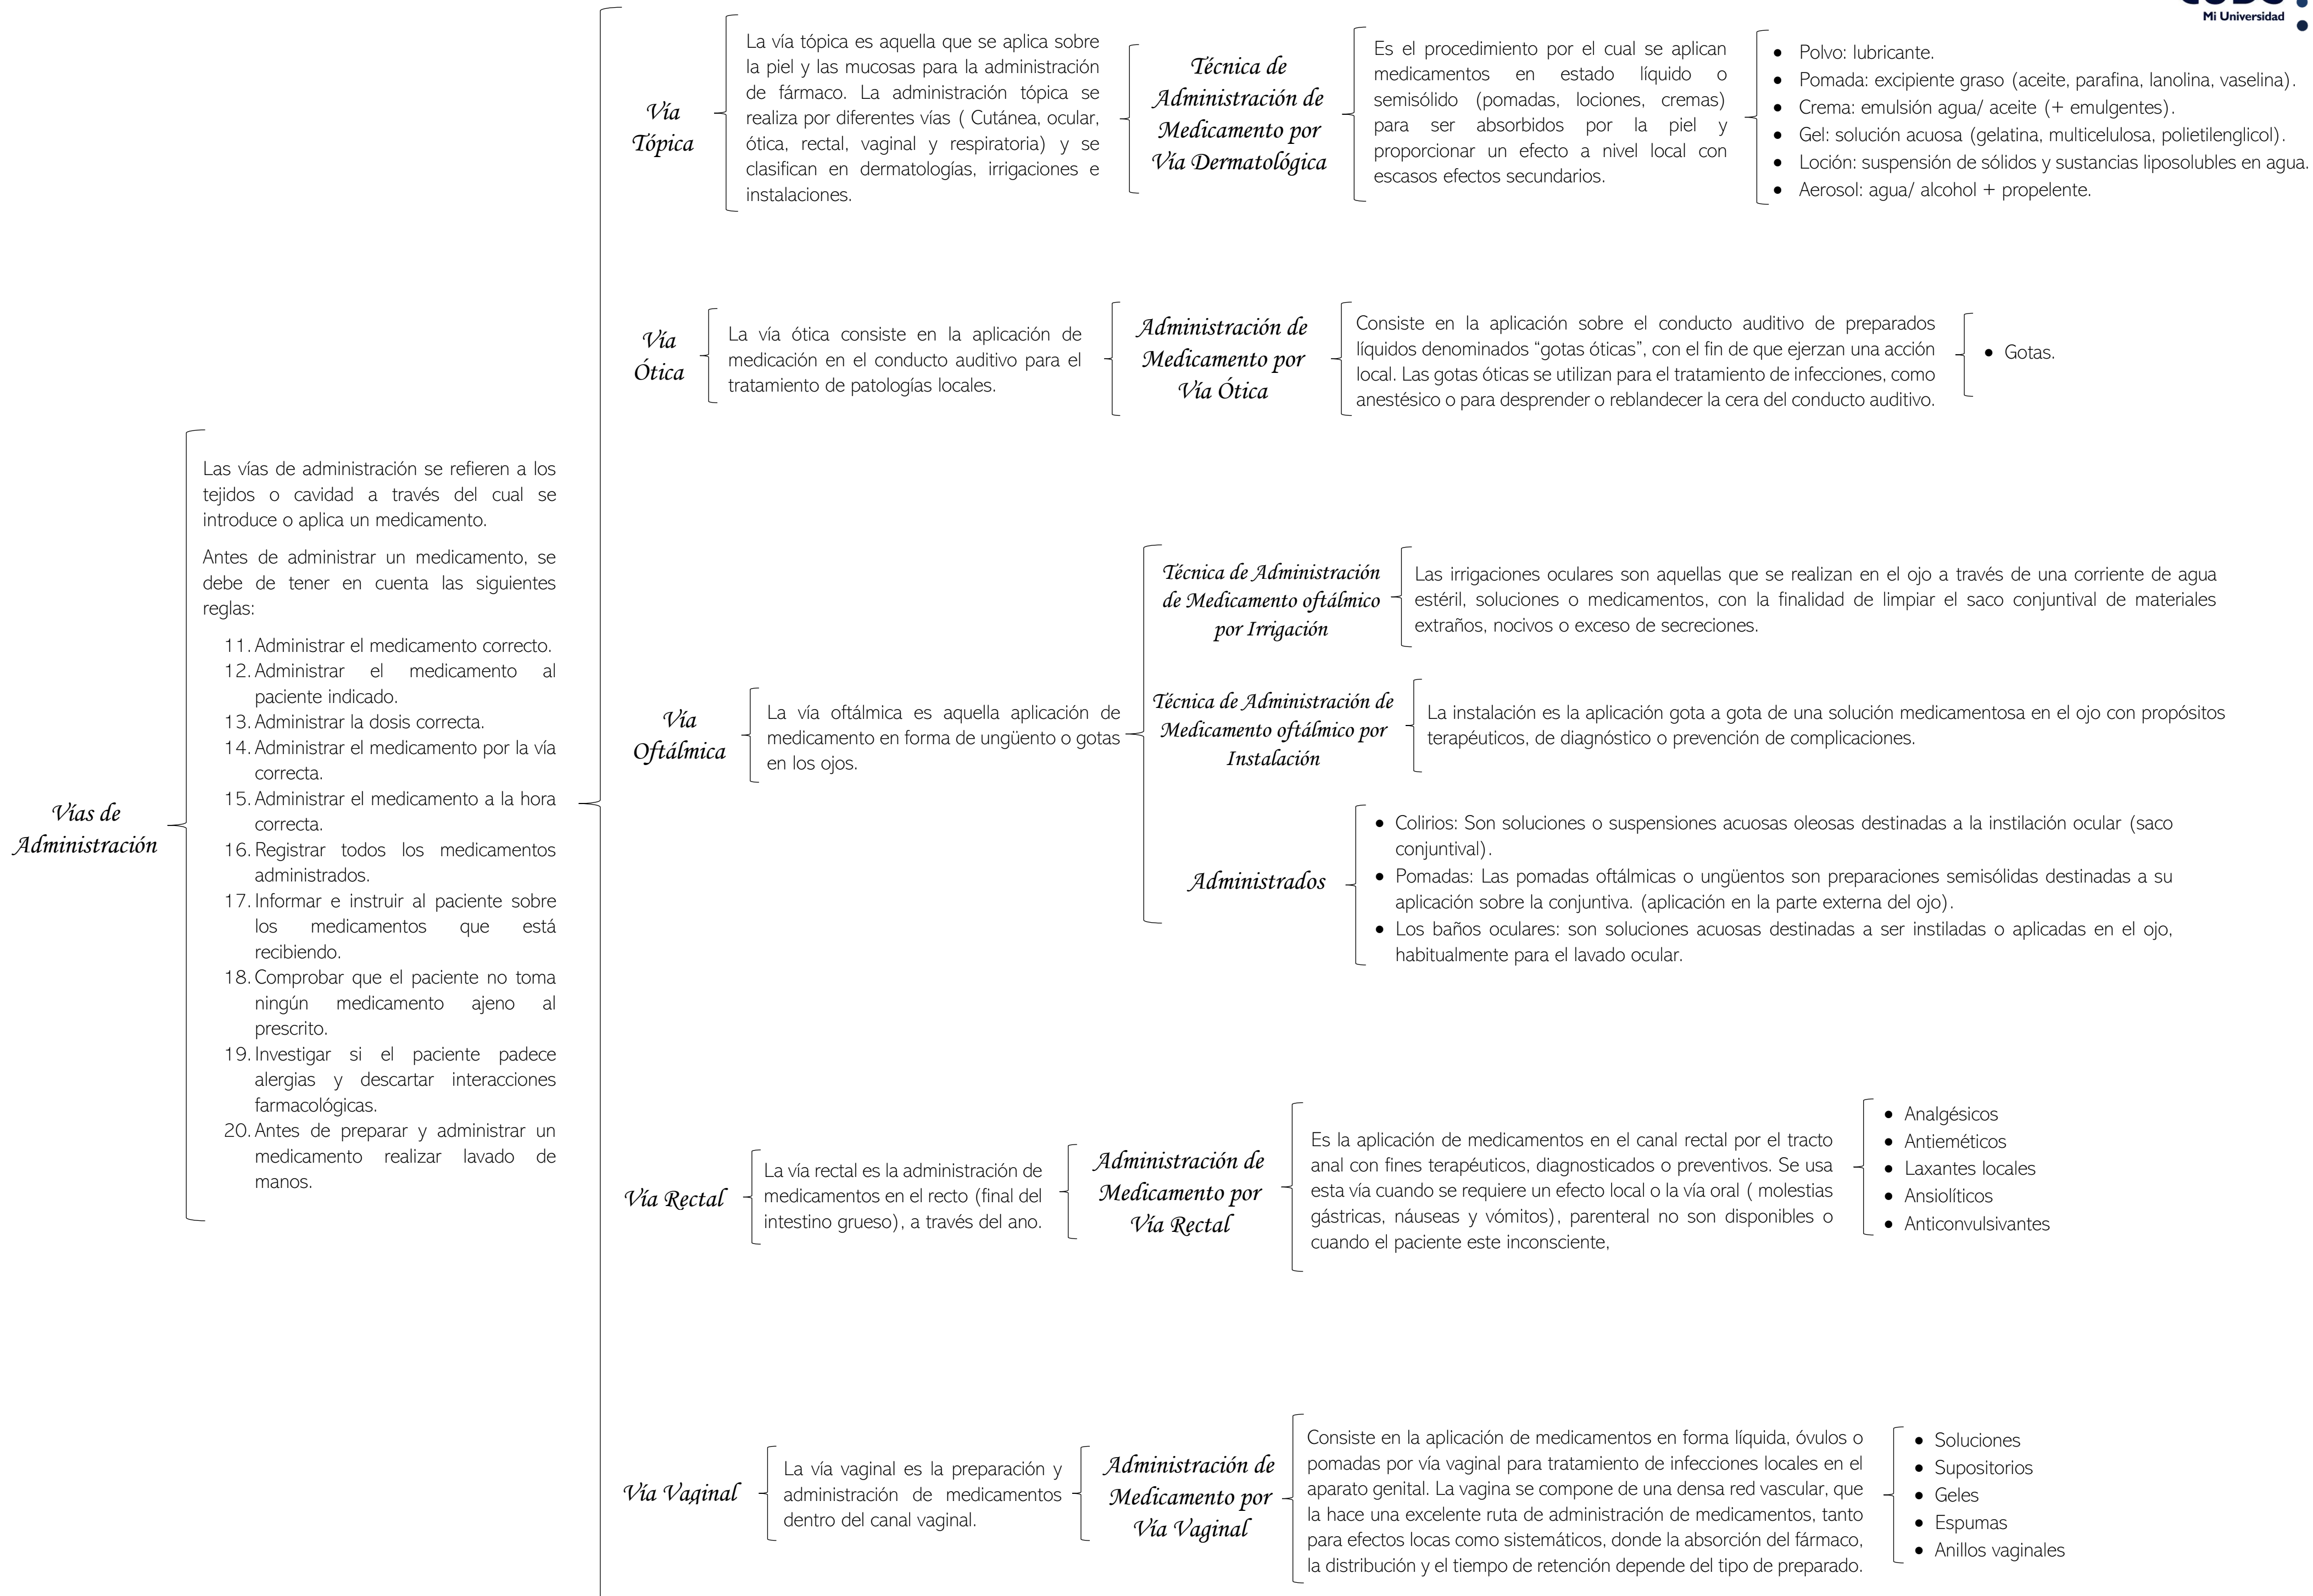 Mi Universidad
Vías de
Administración
Las vías de administración se refieren a los
tejidos o cavidad a través del cual se
introduce o aplica un medicamento.
Antes de administrar un medicamento, se
debe de tener en cuenta las siguientes
reglas:
11. Administrar el medicamento correcto.
12. Administrar el medicamento al
paciente indicado.
13. Administrar la dosis correcta.
14. Administrar el medicamento por la vía
correcta.
15. Administrar el medicamento a la hora
correcta.
16. Registrar todos los medicamentos
administrados.
17. Informar e instruir al paciente sobre
los medicamentos que está
recibiendo.
18. Comprobar que el paciente no toma
ningún medicamento ajeno al
prescrito.
19. Investigar si el paciente padece
alergias y descartar interacciones
farmacológicas.
20. Antes de preparar y administrar un
medicamento realizar lavado de
manos.
Vía
Tópica
La vía tópica es aquella que se aplica sobre
la piel y las mucosas para la administración
de fármaco. La administración tópica se
realiza por diferentes vías ( Cutánea, ocular,
ótica, rectal, vaginal y respiratoria) y se
clasifican en dermatologías, irrigaciones e
instalaciones.
Técnica de
Administración de
Medicamento por
Vía Dermatológica
Es el procedimiento por el cual se aplican
medicamentos en estado líquido o
semisólido (pomadas, lociones, cremas)
para ser absorbidos por la piel y
proporcionar un efecto a nivel local con
escasos efectos secundarios.
• Polvo: lubricante.
• Pomada: excipiente graso (aceite, parafina, lanolina, vaselina).
• Crema: emulsión agua/ aceite (+ emulgentes).
• Gel: solución acuosa (gelatina, multicelulosa, polietilenglicol).
• Loción: suspensión de sólidos y sustancias liposolubles en agua.
• Aerosol: agua/ alcohol + propelente.
Vía
Ótica
La vía ótica consiste en la aplicación de
medicación en el conducto auditivo para el
tratamiento de patologías locales.
Administración de
Medicamento por
Vía Ótica
Consiste en la aplicación sobre el conducto auditivo de preparados
líquidos denominados “gotas óticas”, con el fin de que ejerzan una acción
local. Las gotas óticas se utilizan para el tratamiento de infecciones, como
anestésico o para desprender o reblandecer la cera del conducto auditivo.
• Gotas.
Vía
Oftálmica
La vía oftálmica es aquella aplicación de
medicamento en forma de ungüento o gotas
en los ojos.
Técnica de Administración
de Medicamento oftálmico
por Irrigación
Las irrigaciones oculares son aquellas que se realizan en el ojo a través de una corriente de agua
estéril, soluciones o medicamentos, con la finalidad de limpiar el saco conjuntival de materiales
extraños, nocivos o exceso de secreciones.
Técnica de Administración de
Medicamento oftálmico por
Instalación
La instalación es la aplicación gota a gota de una solución medicamentosa en el ojo con propósitos
terapéuticos, de diagnóstico o prevención de complicaciones.
Administrados
• Colirios: Son soluciones o suspensiones acuosas oleosas destinadas a la instilación ocular (saco
conjuntival).
• Pomadas: Las pomadas oftálmicas o ungüentos son preparaciones semisólidas destinadas a su
aplicación sobre la conjuntiva. (aplicación en la parte externa del ojo).
• Los baños oculares: son soluciones acuosas destinadas a ser instiladas o aplicadas en el ojo,
habitualmente para el lavado ocular.
Vía Rectal
La vía rectal es la administración de
medicamentos en el recto (final del
intestino grueso), a través del ano.
Administración de
Medicamento por
Vía Rectal
Es la aplicación de medicamentos en el canal rectal por el tracto
anal con fines terapéuticos, diagnosticados o preventivos. Se usa
esta vía cuando se requiere un efecto local o la vía oral ( molestias
gástricas, náuseas y vómitos), parenteral no son disponibles o
cuando el paciente este inconsciente,
• Analgésicos
• Antieméticos
• Laxantes locales
• Ansiolíticos
• Anticonvulsivantes
Vía Vaginal
La vía vaginal es la preparación y
administración de medicamentos
dentro del canal vaginal.
Administración de
Medicamento por
Vía Vaginal
Consiste en la aplicación de medicamentos en forma líquida, óvulos o
pomadas por vía vaginal para tratamiento de infecciones locales en el
aparato genital. La vagina se compone de una densa red vascular, que
la hace una excelente ruta de administración de medicamentos, tanto
para efectos locas como sistemáticos, donde la absorción del fármaco,
la distribución y el tiempo de retención depende del tipo de preparado.
• Soluciones
• Supositorios
• Geles
• Espumas
• Anillos vaginales